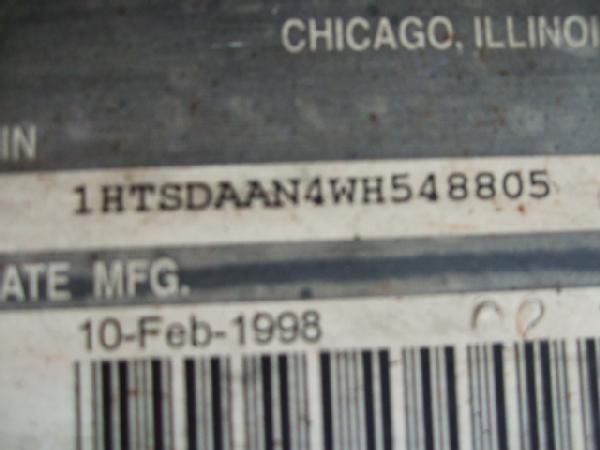 CHICAGO, ILLINOI
IN
1HTSDAAN4WH548805
ATE MFG.
10-Feb-1998